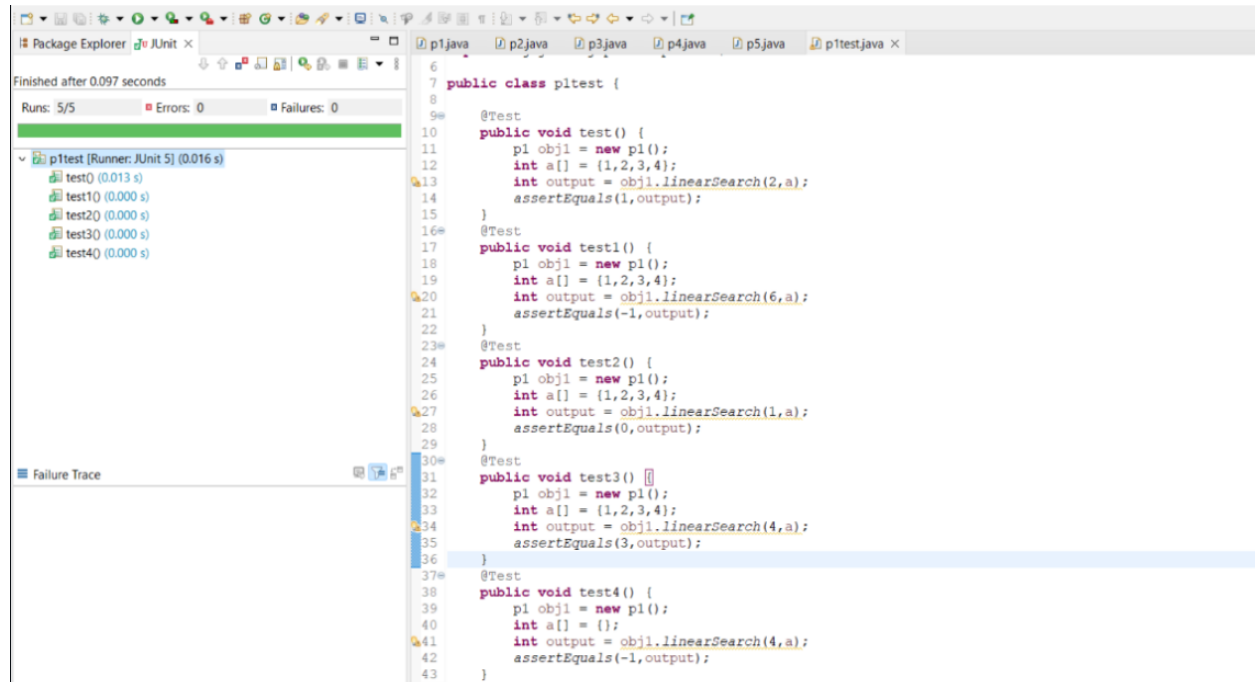 Package Explorer JUnit
Finished after 0.097 seconds
Runs: 5/5 Errors: 0 Failures: 0
p1test [Runner: JUnit 5] (0.016 s)
test() (0.013 s)
test1() (0.000 s)
test2() (0.000 s)
test3() (0.000 s)
test4() (0.000 s)
Failure Trace
p1.java p2.java p3.java p4.java p5.java p1test.java
6
7 public class p1test {
8
9 @Test
10 public void test() {
11 p1 obj1 = new p1();
12 int a[] = {1,2,3,4};
13 int output = obj1.linearSearch(2,a);
14 assertEquals(1,output);
15 }
16 @Test
17 public void test1() {
18 p1 obj1 = new p1();
19 int a[] = {1,2,3,4};
20 int output = obj1.linearSearch(6,a);
21 assertEquals(-1,output);
22 }
23 @Test
24 public void test2() {
25 p1 obj1 = new p1();
26 int a[] = {1,2,3,4};
27 int output = obj1.linearSearch(1,a);
28 assertEquals(0,output);
29 }
30 @Test
31 public void test3() {
32 p1 obj1 = new p1();
33 int a[] = {1,2,3,4};
34 int output = obj1.linearSearch(4,a);
35 assertEquals(3,output);
36 }
37 @Test
38 public void test4() {
39 p1 obj1 = new p1();
40 int a[] = {};
41 int output = obj1.linearSearch(4,a);
42 assertEquals(-1,output);
43 }